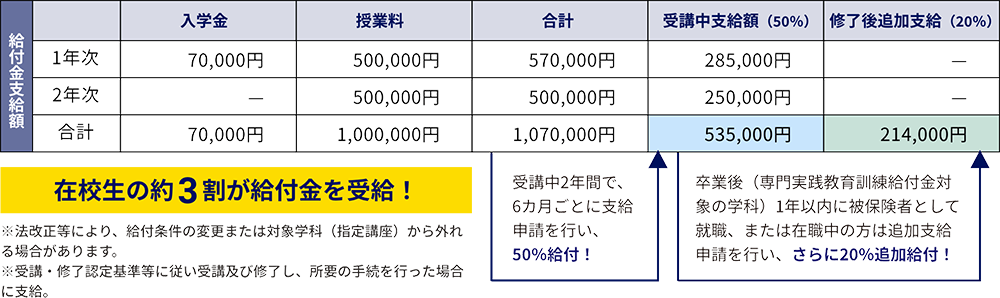 入学金 授業料 合計 受講中支給額（50%） 修了後追加支給（20%）
給付金支給額
1年次 70,000円 500,000円 570,000円 285,000円 —
2年次 — 500,000円 500,000円 250,000円 —
合計 70,000円 1,000,000円 1,070,000円 535,000円 214,000円
在校生の約3割が給付金を受給！
※法改正等により、給付条件の変更または対象学科（指定講座）から外れ
る場合があります。
※受講・修了認定基準等に従い受講及び修了し、所要の手続を行った場合
に支給。
受講中2年間で、
6カ月ごとに支給
申請を行い、
50%給付！
卒業後（専門実践教育訓練給付金対
象の学科）1年以内に被保険者として
就職、または在職中の方は追加支給
申請を行い、さらに20%追加給付！